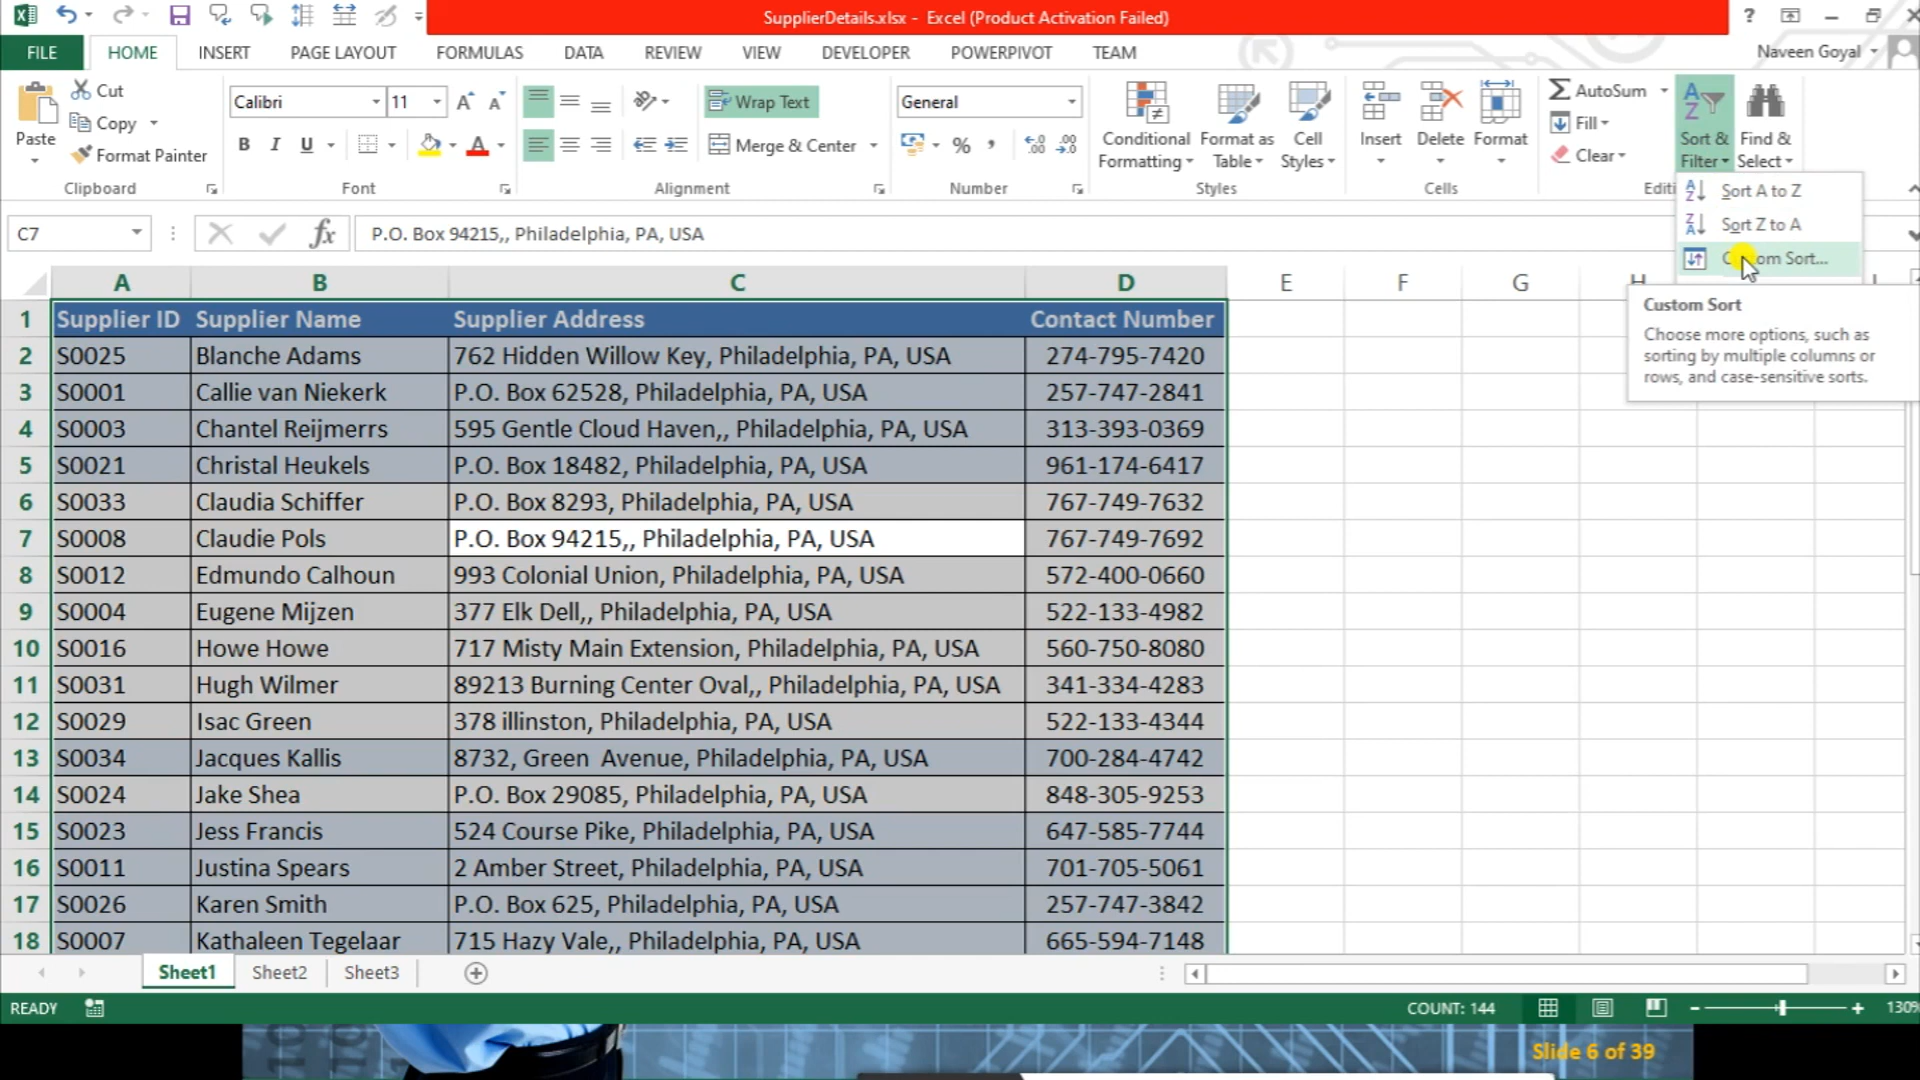 SupplierDetails.xlsx - Excel (Product Activation Failed)
?
FILE HOME INSERT PAGE LAYOUT FORMULAS DATA REVIEW VIEW DEVELOPER POWERPIVOT TEAM Naveen Goyal
Paste
Cut
Copy
Format Painter
Clipboard
Calibri 11
B I U
Font
Wrap Text
Merge & Center
Alignment
General
%
Number
Conditional Formatting
Format as Table
Cell Styles
Styles
Insert
Delete
Format
Cells
AutoSum
Fill
Clear
Sort & Filter
Find & Select
Sort A to Z
Sort Z to A
Custom Sort
Choose more options, such as
sorting by multiple columns or
rows, and case-sensitive sorts.
C7 fx P.O. Box 94215,, Philadelphia, PA, USA
A B C D E F G H
1 Supplier ID Supplier Name Supplier Address Contact Number
2 S0025 Blanche Adams 762 Hidden Willow Key, Philadelphia, PA, USA 274-795-7420
3 S0001 Callie van Niekerk P.O. Box 62528, Philadelphia, PA, USA 257-747-2841
4 S0003 Chantel Reijmerrs 595 Gentle Cloud Haven,, Philadelphia, PA, USA 313-393-0369
5 S0021 Christal Heukels P.O. Box 18482, Philadelphia, PA, USA 961-174-6417
6 S0033 Claudia Schiffer P.O. Box 8293, Philadelphia, PA, USA 767-749-7632
7 S0008 Claudie Pols P.O. Box 94215,, Philadelphia, PA, USA 767-749-7692
8 S0012 Edmundo Calhoun 993 Colonial Union, Philadelphia, PA, USA 572-400-0660
9 S0004 Eugene Mijzen 377 Elk Dell,, Philadelphia, PA, USA 522-133-4982
10 S0016 Howe Howe 717 Misty Main Extension, Philadelphia, PA, USA 560-750-8080
11 S0031 Hugh Wilmer 89213 Burning Center Oval,, Philadelphia, PA, USA 341-334-4283
12 S0029 Isac Green 378 illinston, Philadelphia, PA, USA 522-133-4344
13 S0034 Jacques Kallis 8732, Green  Avenue, Philadelphia, PA, USA 700-284-4742
14 S0024 Jake Shea P.O. Box 29085, Philadelphia, PA, USA 848-305-9253
15 S0023 Jess Francis 524 Course Pike, Philadelphia, PA, USA 647-585-7744
16 S0011 Justina Spears 2 Amber Street, Philadelphia, PA, USA 701-705-5061
17 S0026 Karen Smith P.O. Box 625, Philadelphia, PA, USA 257-747-3842
18 S0007 Kathaleen Tegelaar 715 Hazy Vale,, Philadelphia, PA, USA 665-594-7148
Sheet1 Sheet2 Sheet3
READY COUNT: 144
Slide 6 of 39